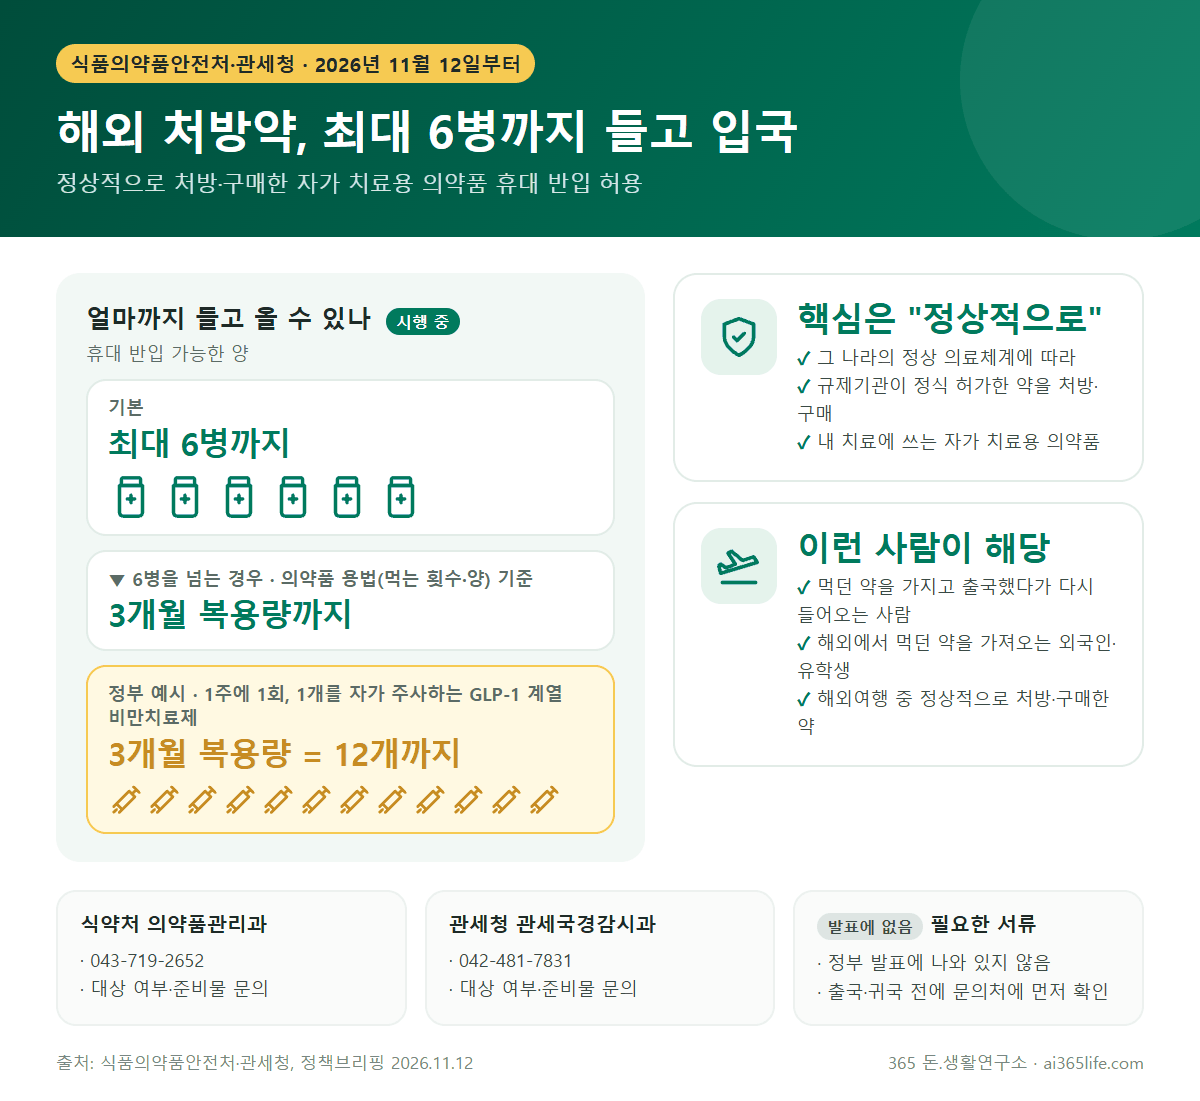 식품의약품안전처·관세청 · 2026년 11월 12일부터
해외 처방약, 최대 6병까지 들고 입국
정상적으로 처방·구매한 자가 치료용 의약품 휴대 반입 허용
얼마까지 들고 올 수 있나 시행 중
휴대 반입 가능한 양
기본
최대 6병까지
▼ 6병을 넘는 경우 · 의약품 용법(먹는 횟수·양) 기준
3개월 복용량까지
정부 예시 · 1주에 1회, 1개를 자가 주사하는 GLP-1 계열
비만치료제
3개월 복용량 = 12개까지
핵심은 "정상적으로"
✓ 그 나라의 정상 의료체계에 따라
✓ 규제기관이 정식 허가한 약을 처방·
구매
✓ 내 치료에 쓰는 자가 치료용 의약품
이런 사람이 해당
✓ 먹던 약을 가지고 출국했다가 다시
들어오는 사람
✓ 해외에서 먹던 약을 가져오는 외국인·
유학생
✓ 해외여행 중 정상적으로 처방·구매한
약
식약처 의약품관리과
· 043-719-2652
· 대상 여부·준비물 문의
관세청 관세국경감시과
· 042-481-7831
· 대상 여부·준비물 문의
발표에 없음 필요한 서류
· 정부 발표에 나와 있지 않음
· 출국·귀국 전에 문의처에 먼저 확인
출처: 식품의약품안전처·관세청, 정책브리핑 2026.11.12
365 돈.생활연구소 · ai365life.com